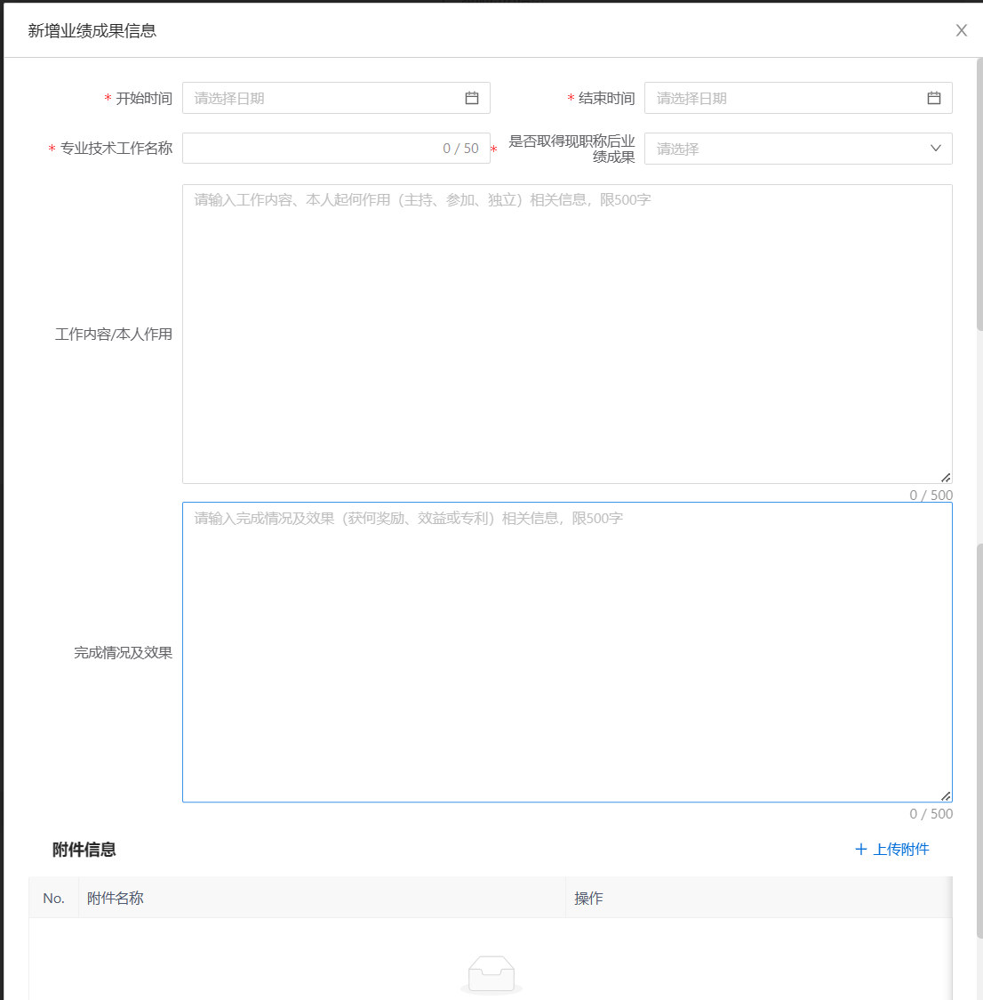 新增业绩成果信息
* 开始时间 请选择日期
* 结束时间 请选择日期
* 专业技术工作名称 0 / 50
* 是否取得现职称后业绩成果 请选择
请输入工作内容、本人起何作用（主持、参加、独立）相关信息，限500字
工作内容/本人作用
0 / 500
请输入完成情况及效果（获何奖励、效益或专利）相关信息，限500字
完成情况及效果
0 / 500
附件信息 + 上传附件
No. 附件名称 操作